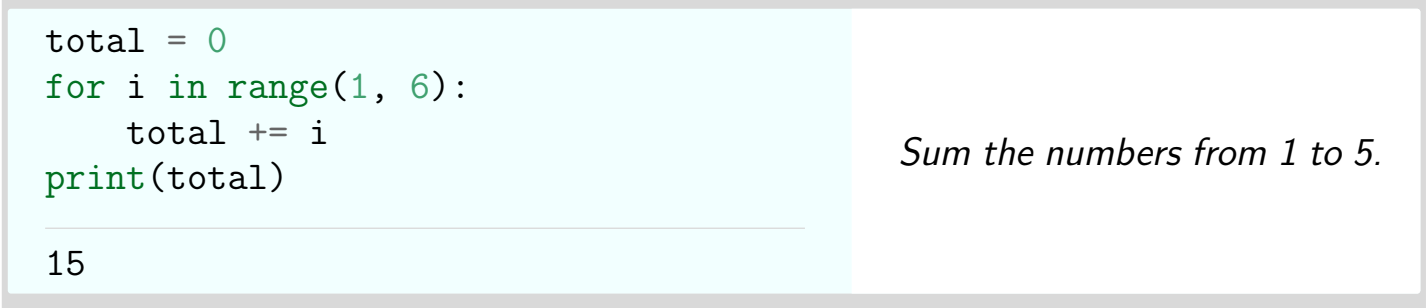 total = 0
for i in range(1, 6):
    total += i
print(total)
15
Sum the numbers from 1 to 5.